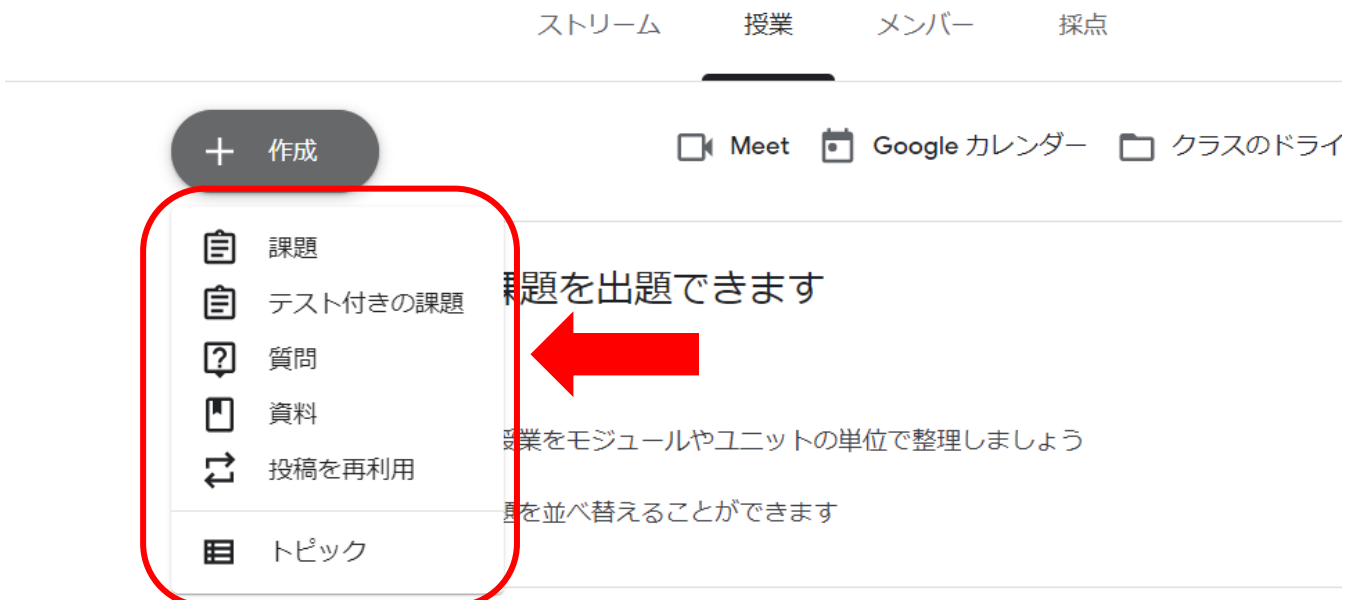 ストリーム 授業 メンバー 採点
作成 Meet Google カレンダー クラスのドライ
課題
題を出題できます
テスト付きの課題
質問
資料
授業をモジュールやユニットの単位で整理しましょう
投稿を再利用
題を並べ替えることができます
トピック